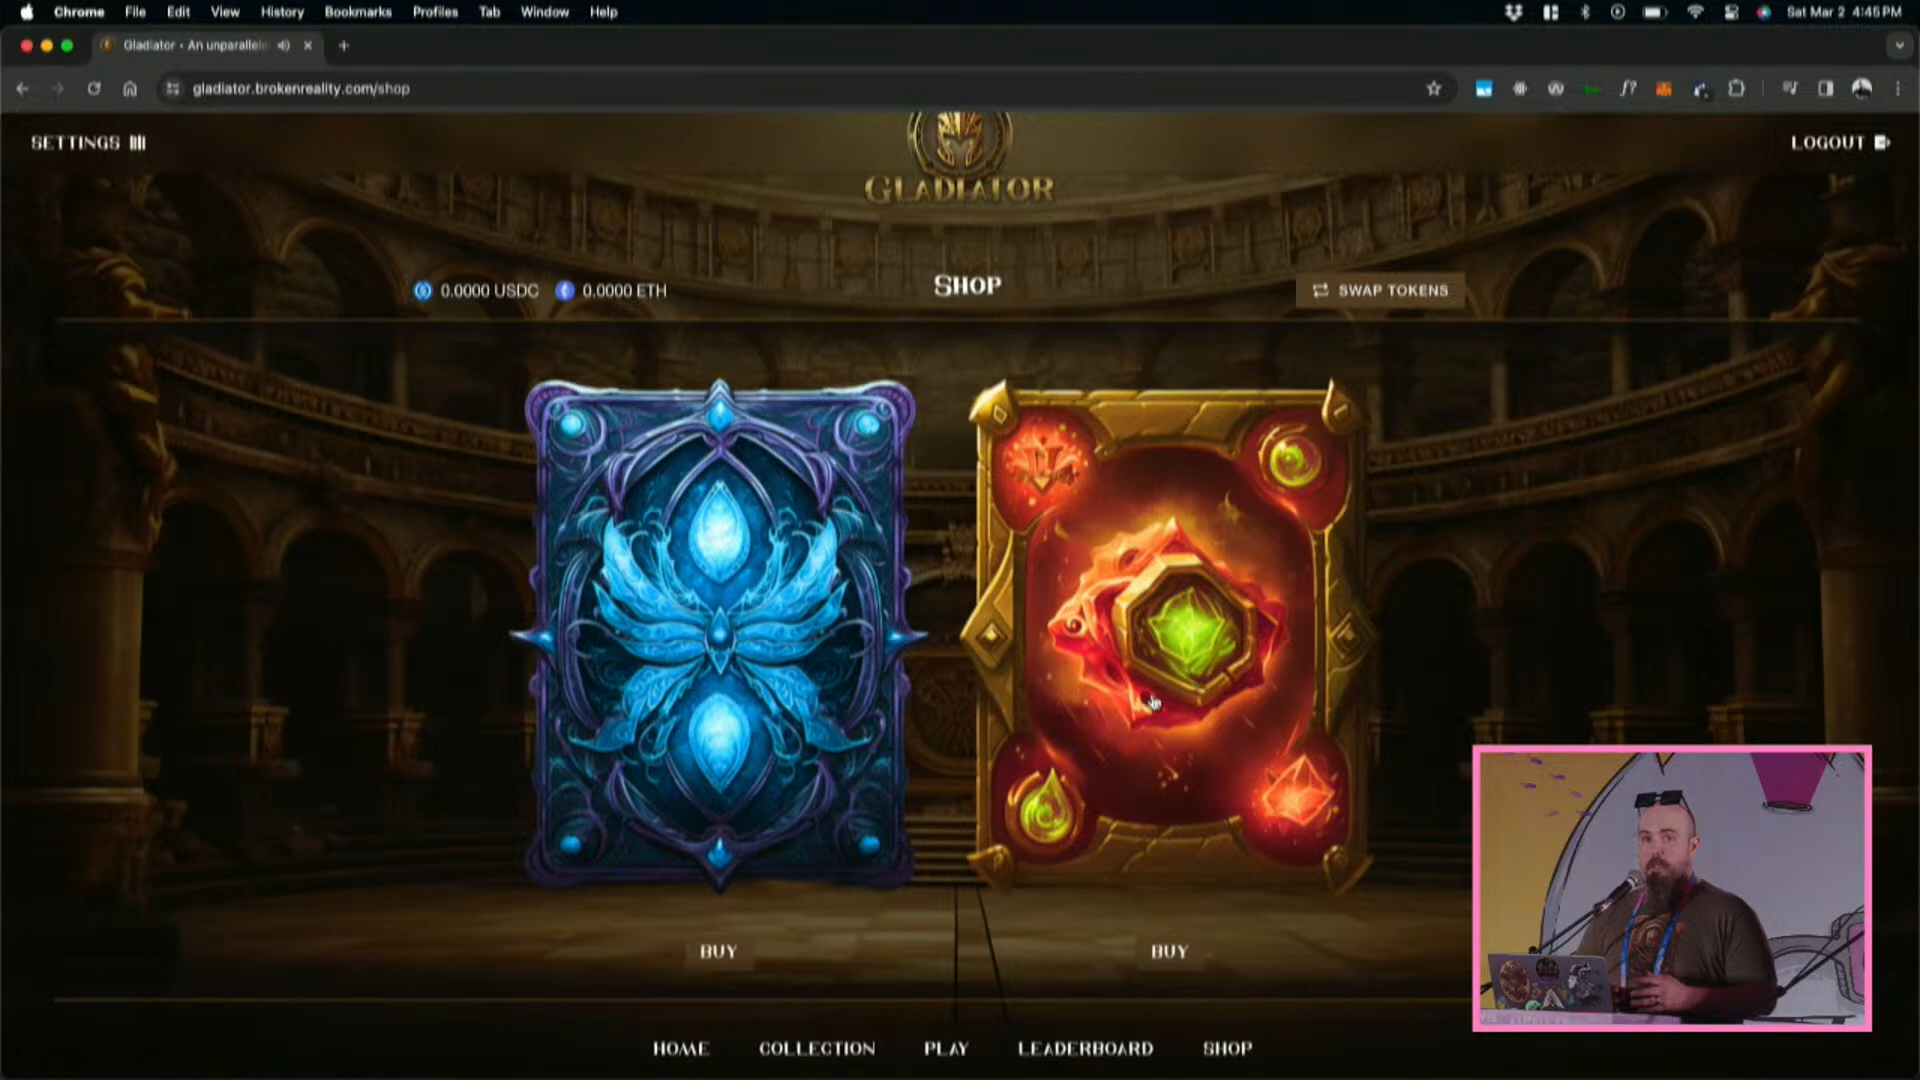 Chrome File Edit View History Bookmarks Profiles Tab Window Help
Sat Mar 2 4:45 PM
Gladiator - An unparallele
gladiator.brokenreality.com/shop
f?
SETTINGS
LOGOUT
GLADIATOR
0.0000 USDC 0.0000 ETH
SHOP
SWAP TOKENS
BUY
BUY
HOME COLLECTION PLAY LEADERBOARD SHOP